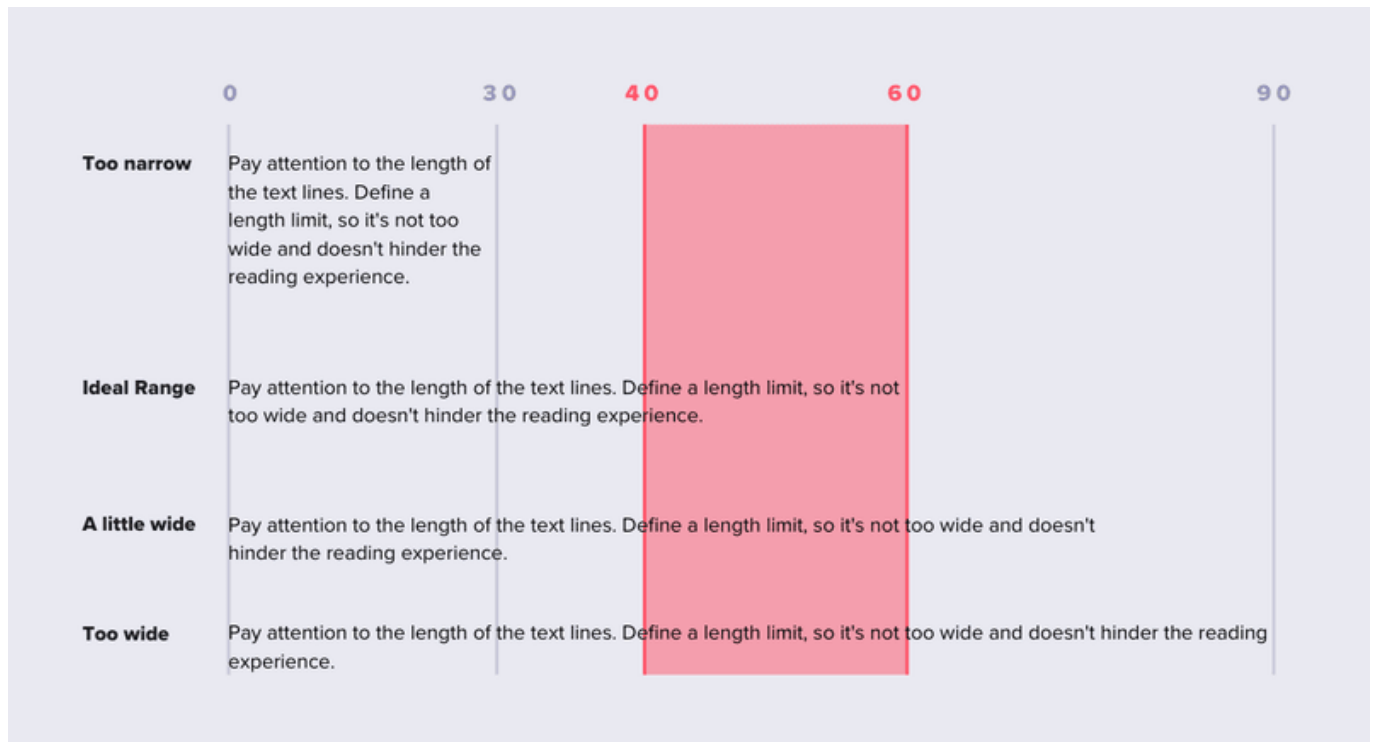 0 30 40 60 90
Too narrow
Pay attention to the length of
the text lines. Define a
length limit, so it's not too
wide and doesn't hinder the
reading experience.
Ideal Range
Pay attention to the length of the text lines. Define a length limit, so it's not
too wide and doesn't hinder the reading experience.
A little wide
Pay attention to the length of the text lines. Define a length limit, so it's not too wide and doesn't
hinder the reading experience.
Too wide
Pay attention to the length of the text lines. Define a length limit, so it's not too wide and doesn't hinder the reading
experience.